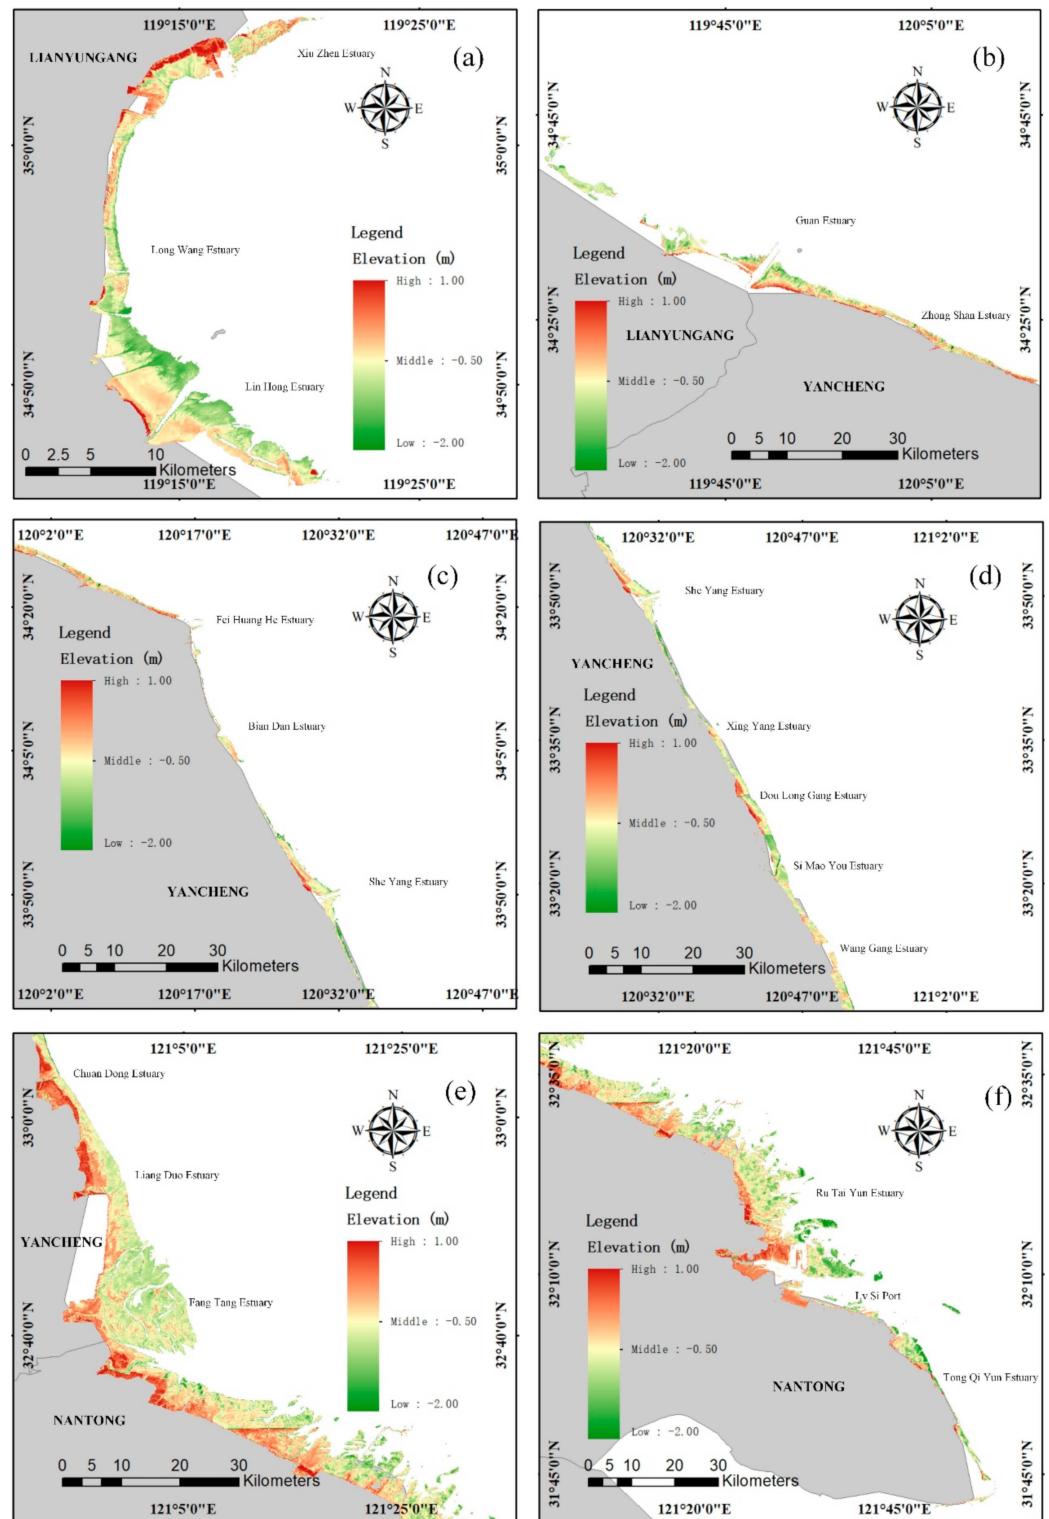 119°15'0"E 119°25'0"E
LIANYUNGANG
Xiu Zhen Estuary
(a)
N
W E
S
35°0'0"N 35°0'0"N
Long Wang Estuary
Legend
Elevation (m)
High : 1.00
Middle : -0.50
Low : -2.00
Lin Hong Estuary
34°50'0"N 34°50'0"N
0 2.5 5 10
Kilometers
119°15'0"E 119°25'0"E
119°45'0"E 120°5'0"E
(b)
N
W E
S
34°45'0"N 34°45'0"N
Guan Estuary
Legend
Elevation (m)
High : 1.00
Middle : -0.50
Low : -2.00
Zhong Shan Estuary
34°25'0"N 34°25'0"N
LIANYUNGANG
YANCHENG
0 5 10 20 30
Kilometers
119°45'0"E 120°5'0"E
120°2'0"E 120°17'0"E 120°32'0"E 120°47'0"E
(c)
N
W E
S
34°20'0"N 34°20'0"N
Fei Huang He Estuary
Legend
Elevation (m)
High : 1.00
Middle : -0.50
Low : -2.00
Bian Dan Estuary
34°5'0"N 34°5'0"N
She Yang Estuary
YANCHENG
33°50'0"N 33°50'0"N
0 5 10 20 30
Kilometers
120°2'0"E 120°17'0"E 120°32'0"E 120°47'0"E
120°32'0"E 120°47'0"E 121°2'0"E
(d)
N
W E
S
33°50'0"N 33°50'0"N
She Yang Estuary
YANCHENG
Legend
Elevation (m)
High : 1.00
Middle : -0.50
Low : -2.00
Xing Yang Estuary
33°35'0"N 33°35'0"N
Dou Long Gang Estuary
Si Mao You Estuary
33°20'0"N 33°20'0"N
Wang Gang Estuary
0 5 10 20 30
Kilometers
120°32'0"E 120°47'0"E 121°2'0"E
121°5'0"E 121°25'0"E
Chuan Dong Estuary
(e)
N
W E
S
33°0'0"N 33°0'0"N
Liang Duo Estuary
Legend
Elevation (m)
High : 1.00
Middle : -0.50
Low : -2.00
YANCHENG
Fang Tang Estuary
32°40'0"N 32°40'0"N
NANTONG
0 5 10 20 30
Kilometers
121°5'0"E 121°25'0"E
121°20'0"E 121°45'0"E
32°35'0"N 32°35'0"N
(f)
N
W E
S
Ru Tai Yun Estuary
Legend
Elevation (m)
High : 1.00
Middle : -0.50
Low : -2.00
32°10'0"N 32°10'0"N
Lv Si Port
Tong Qi Yun Estuary
NANTONG
31°45'0"N 31°45'0"N
0 5 10 20 30
Kilometers
121°20'0"E 121°45'0"E